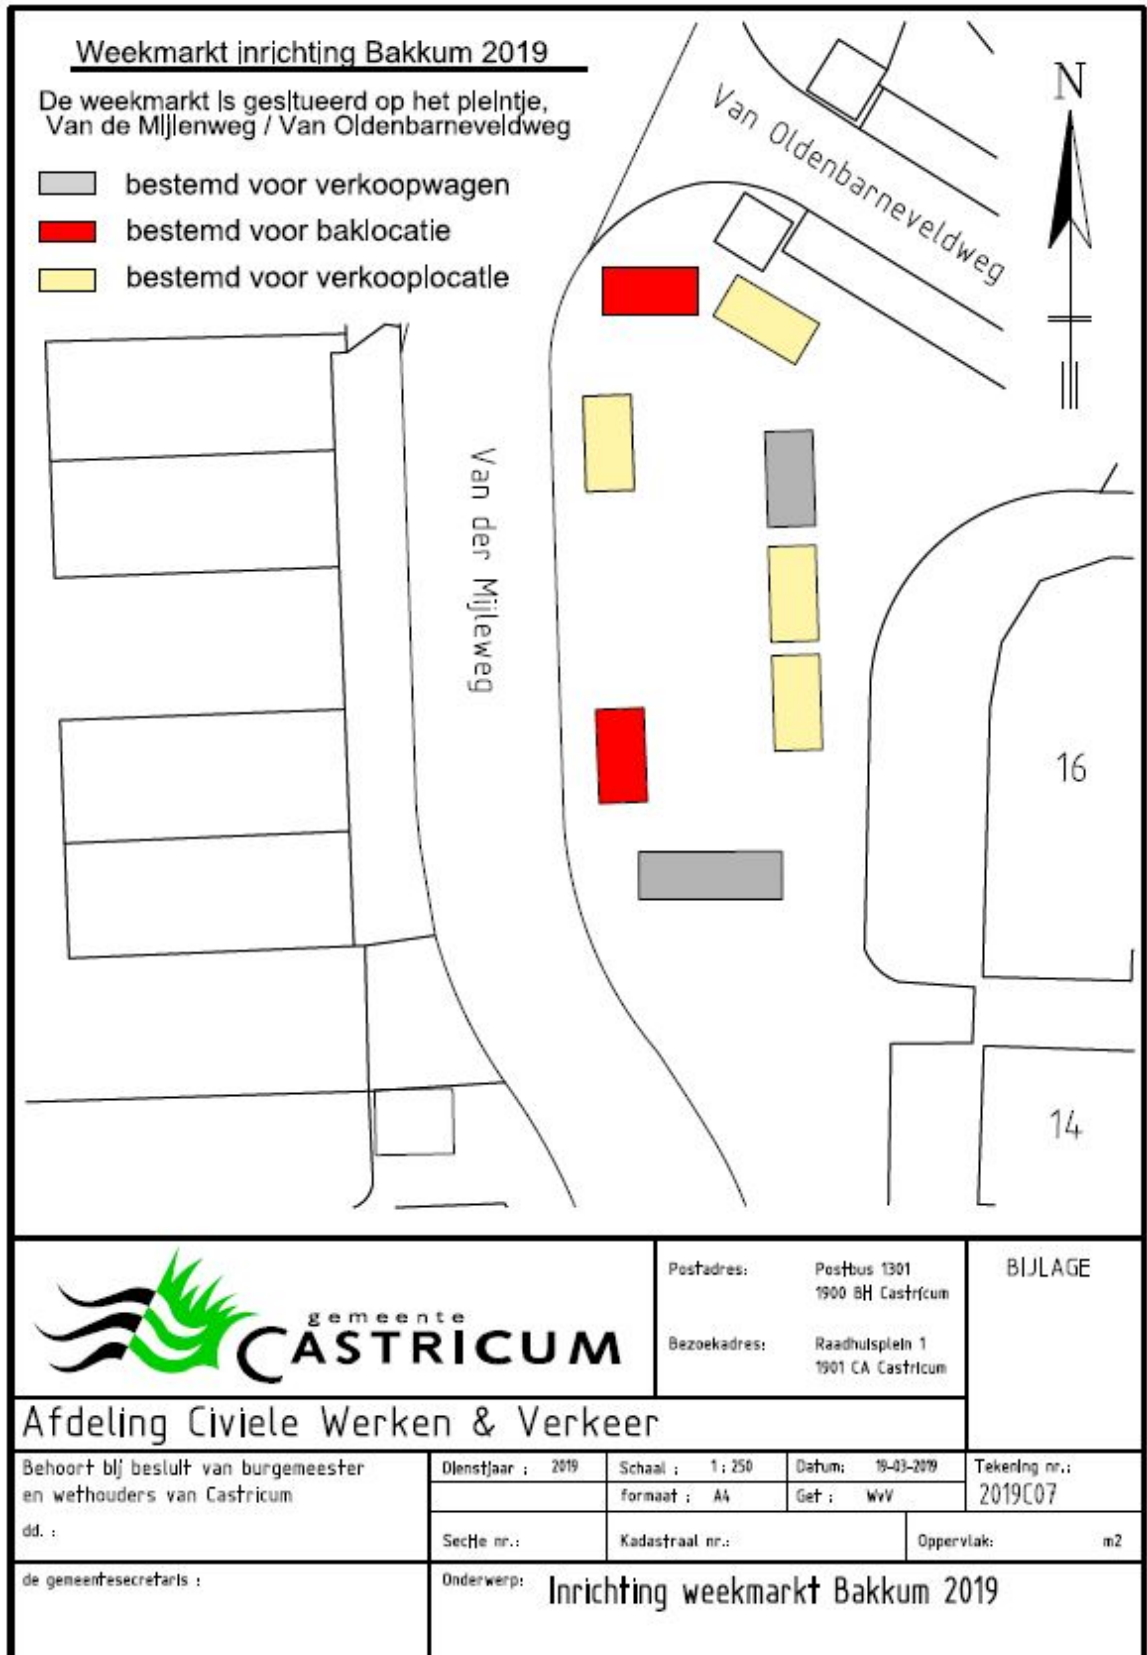 Weekmarkt inrichting Bakkum 2019
De weekmarkt is gesitueerd op het pleintje,
Van de Mijlenweg / Van Oldenbarneveldweg
bestemd voor verkoopwagen
bestemd voor baklocatie
bestemd voor verkooplocatie
N
Van Oldenbarneveldweg
Van der Mijleweg
16
14
gemeente
CASTRICUM
Postadres: Postbus 1301
1900 BH Castricum
Bezoekadres: Raadhuisplein 1
1901 CA Castricum
BIJLAGE
Afdeling Civiele Werken & Verkeer
Behoort bij besluit van burgemeester
en wethouders van Castricum
dd. :
Dienstjaar : 2019
Schaal : 1 : 250
Datum: 19-03-2019
Tekening nr.:
2019C07
formaat : A4
Get : WvV
Sectie nr.:
Kadastraal nr.:
Oppervlak: m2
de gemeentesecretaris :
Onderwerp: Inrichting weekmarkt Bakkum 2019